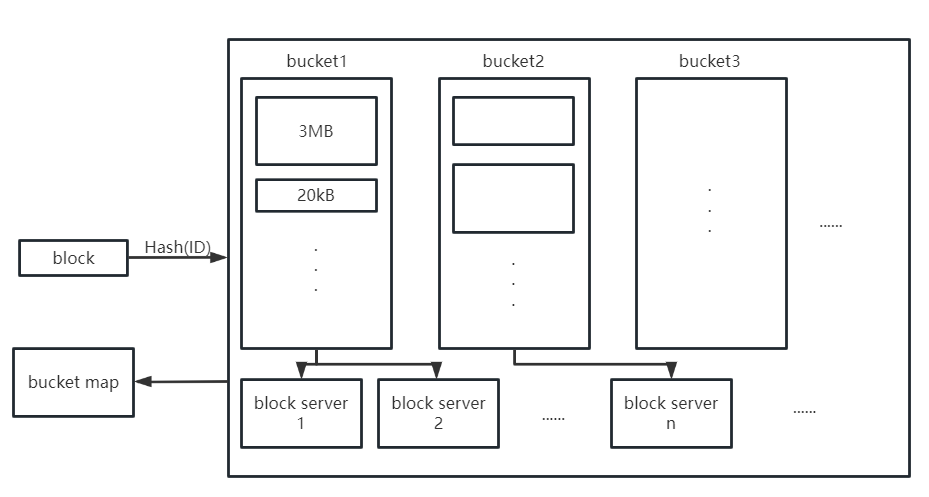 bucket1
bucket2
bucket3
3MB
20kB
.
.
.
.
.
.
.
.
.
......
Hash(ID)
block
bucket map
block server
1
block server
2
......
block server
n
......